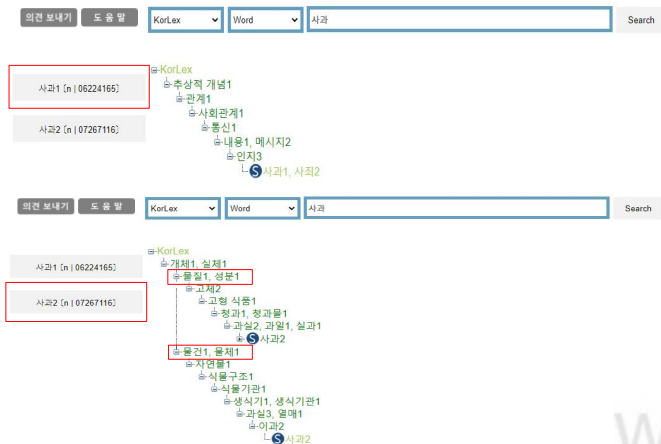 의견 보내기 도 움 말 KorLex Word 사과 Search
KorLex
사과1 [n | 06224165]
추상적 개념1
관계1
사회관계1
사과2 [n | 07267116]
통신1
내용1, 메시지2
인지3
S 사과1, 사죄2
의견 보내기 도 움 말 KorLex Word 사과 Search
KorLex
사과1 [n | 06224165]
개체1, 실체1
물질1, 성분1
고체2
사과2 [n | 07267116]
고형 식품1
청과1, 청과물1
과실2, 과일1, 실과1
S 사과2
물건1, 물체1
자연물1
식물구조1
식물기관1
생식기1, 생식기관1
과실3, 열매1
이과2
S 사과2